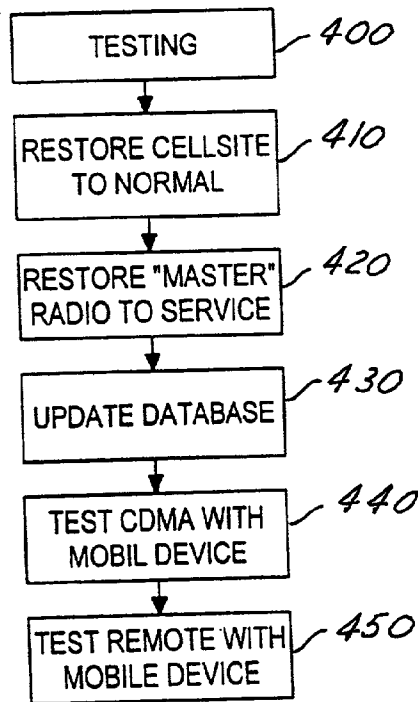 TESTING
400
RESTORE CELLSITE
TO NORMAL
410
RESTORE "MASTER"
RADIO TO SERVICE
420
UPDATE DATABASE
430
TEST CDMA WITH
MOBIL DEVICE
440
TEST REMOTE WITH
MOBILE DEVICE
450